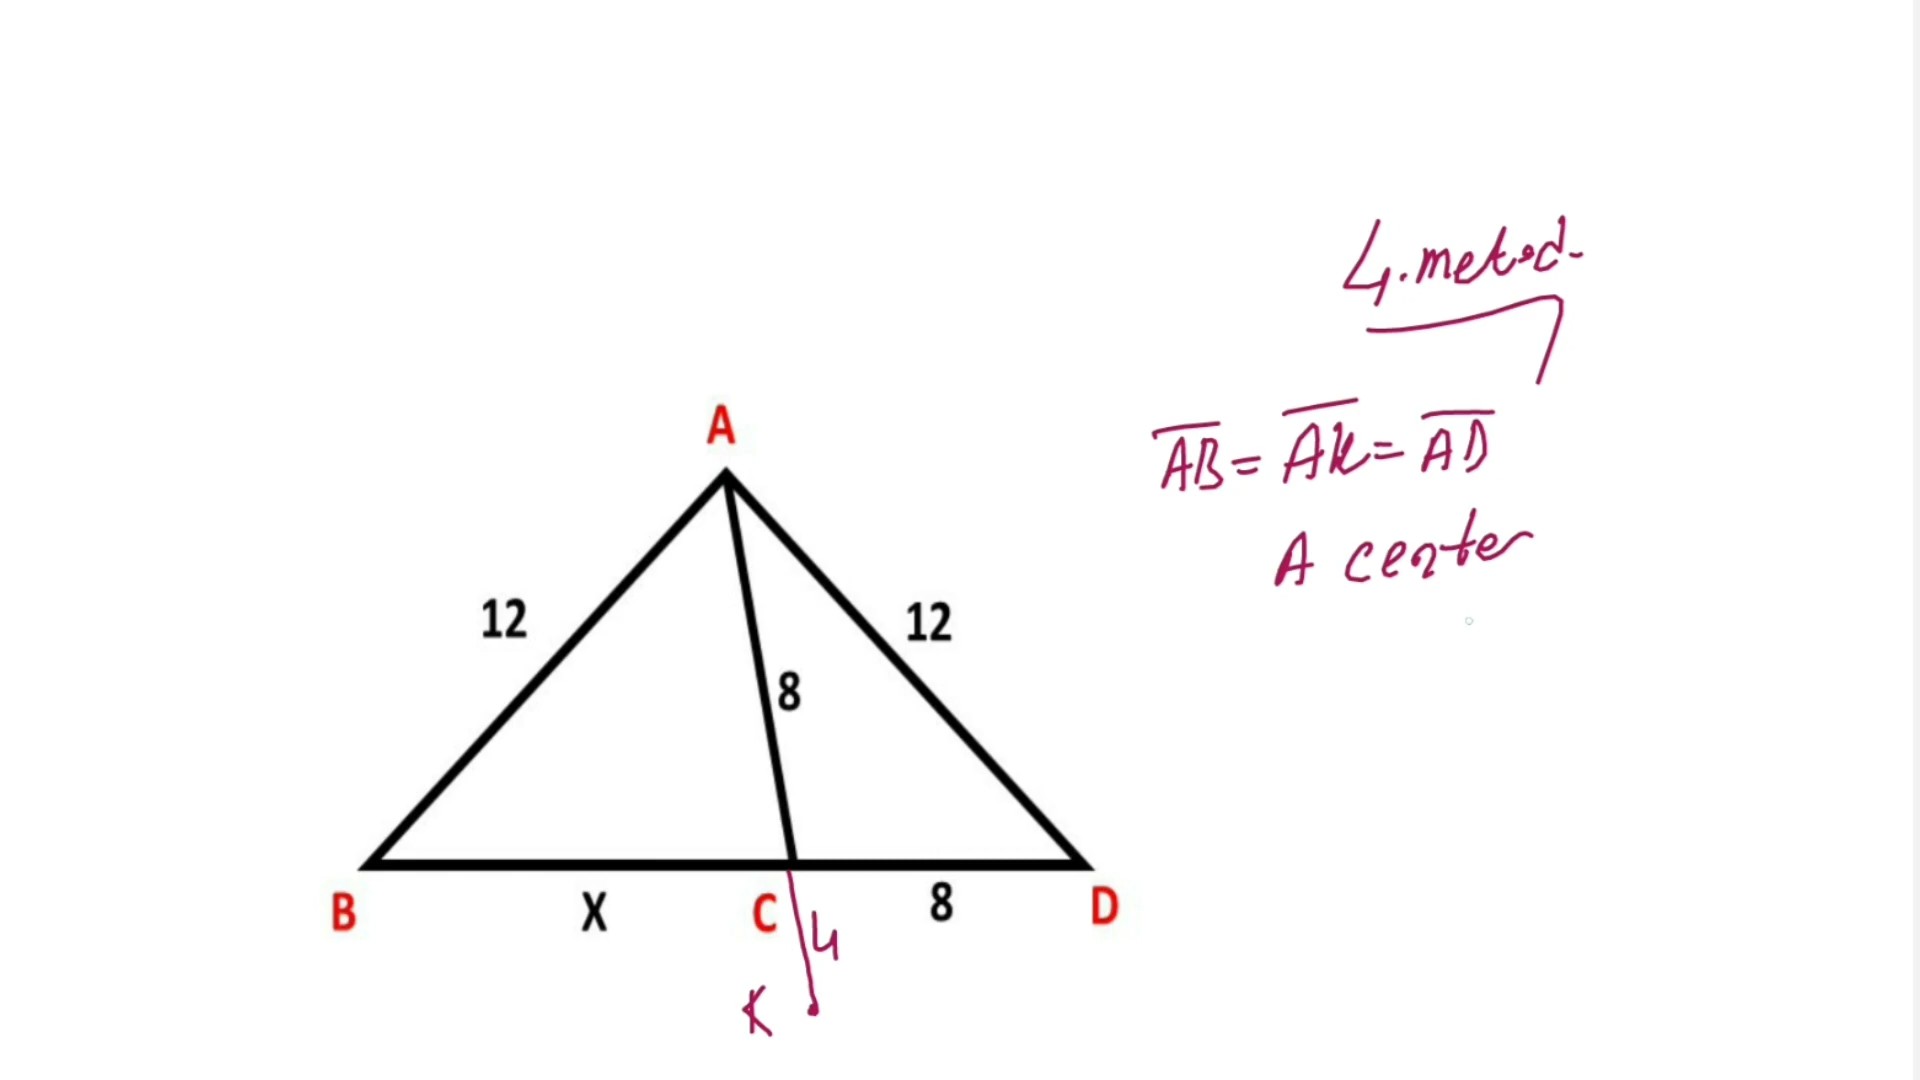 4. metod-
AB = AK = AD
A center
A
12
12
8
B
X
C
8
D
4
K